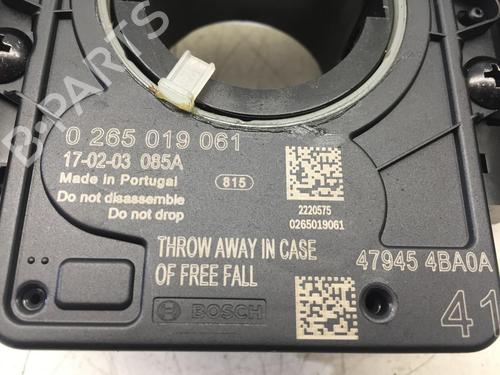 B-PARTS
0 265 019 061
17-02-03 085A
Made in Portugal
815
Do not disassemble
Do not drop
2220575
0265019061
THROW AWAY IN CASE
OF FREE FALL
47945 4BA0A
BOSCH
41